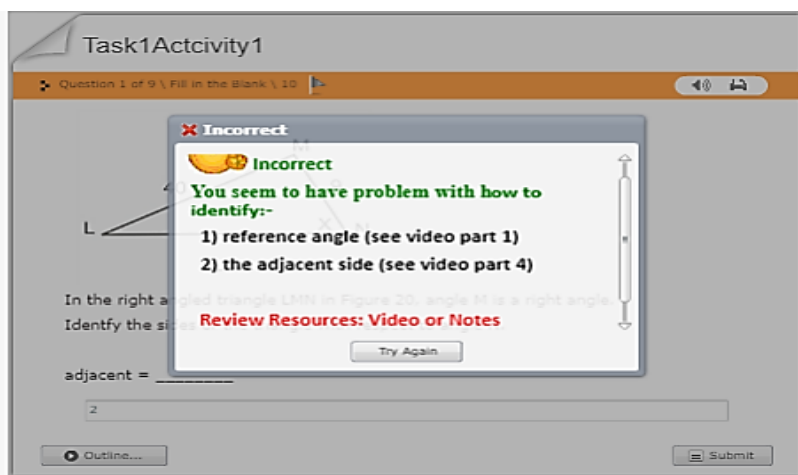 Task1Actcivity1
Question 1 of 9 \ Fill in the Blank \ 10
Incorrect
M
Incorrect
40
You seem to have problem with how to
identify:-
L
X
N
1) reference angle (see video part 1)
2) the adjacent side (see video part 4)
In the right angled triangle LMN in Figure 20, angle M is a right angle.
Identfy the sides
Review Resources: Video or Notes
Try Again
adjacent = ________
2
Outline...
Submit